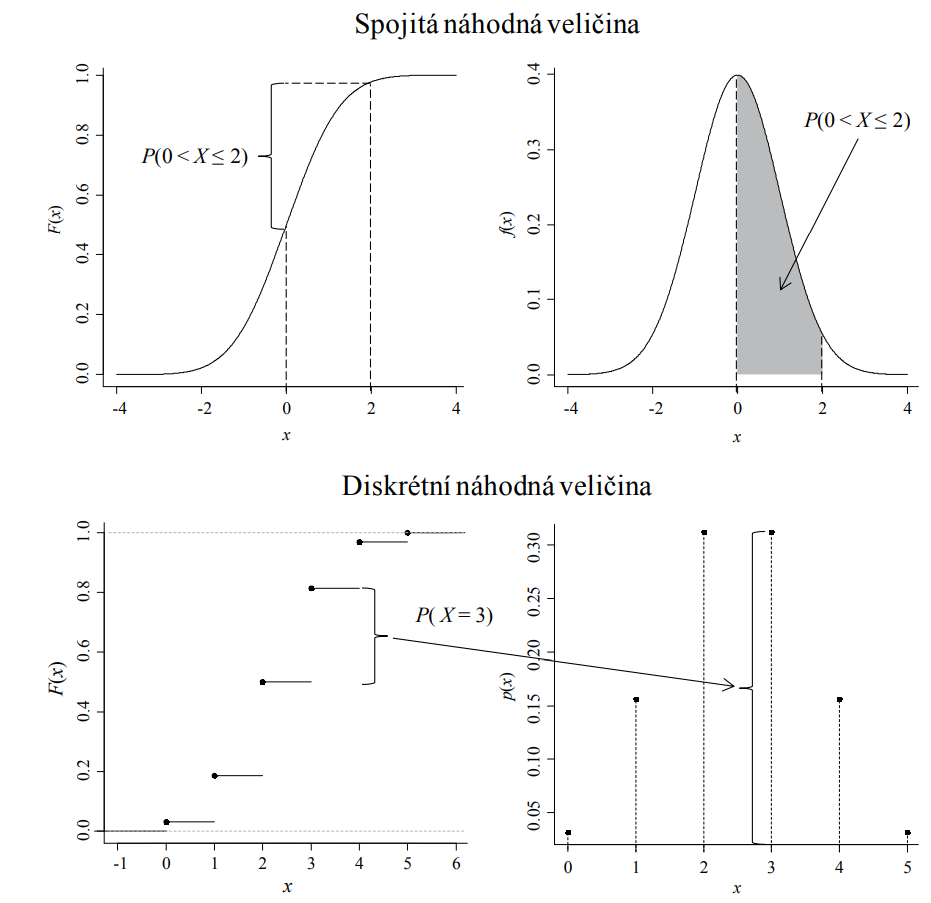 Spojitá náhodná veličina
1.0
0.8
0.6
0.4
0.2
0.0
F(x)
P(0 < X ≤ 2)
-4 -2 0 2 4
x
0.4
0.3
0.2
0.1
0.0
f(x)
P(0 < X ≤ 2)
-4 -2 0 2 4
x
Diskrétní náhodná veličina
1.0
0.8
0.6
0.4
0.2
0.0
F(x)
P( X = 3)
-1 0 1 2 3 4 5 6
x
0.30
0.25
0.20
0.15
0.10
0.05
p(x)
0 1 2 3 4 5
x